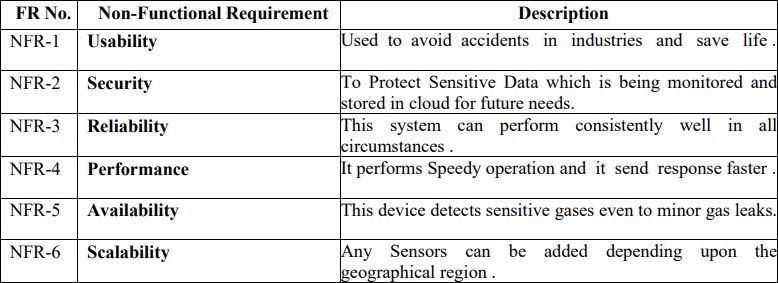 FR No. Non-Functional Requirement Description
NFR-1 Usability Used to avoid accidents in industries and save life .
NFR-2 Security To Protect Sensitive Data which is being monitored and
stored in cloud for future needs.
NFR-3 Reliability This system can perform consistently well in all
circumstances .
NFR-4 Performance It performs Speedy operation and it send response faster .
NFR-5 Availability This device detects sensitive gases even to minor gas leaks.
NFR-6 Scalability Any Sensors can be added depending upon the
geographical region .